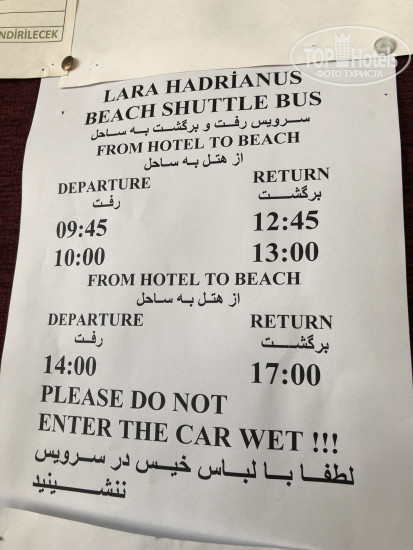 NDİRİLECEK
TOP Hotels
ФОТО ТУРИСТА
LARA HADRİANUS
BEACH SHUTTLE BUS
سرویس رفت و برگشت به ساحل
FROM HOTEL TO BEACH
از هتل به ساحل
DEPARTURE RETURN
رفت برگشت
09:45 12:45
10:00 13:00
FROM HOTEL TO BEACH
از هتل به ساحل
DEPARTURE RETURN
رفت برگشت
14:00 17:00
PLEASE DO NOT
ENTER THE CAR WET !!!
لطفا با لباس خیس در سرویس
ننشینید